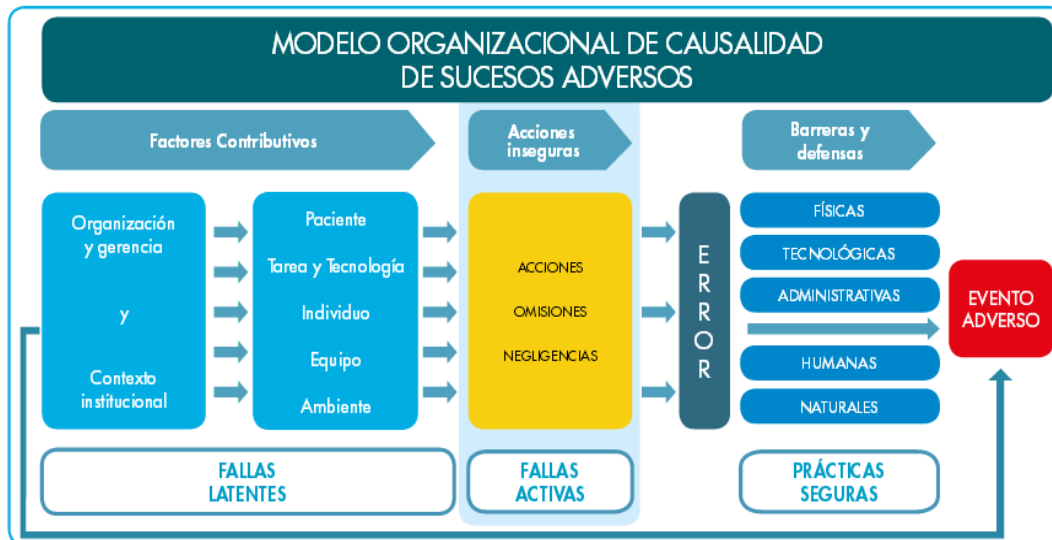 MODELO ORGANIZACIONAL DE CAUSALIDAD
DE SUCESOS ADVERSOS
Factores Contributivos
Acciones
inseguras
Barreras y
defensas
Organización
y gerencia
y
Contexto
institucional
Paciente
Tarea y Tecnología
Individuo
Equipo
Ambiente
ACCIONES
OMISIONES
NEGLIGENCIAS
ERROR
FÍSICAS
TECNOLÓGICAS
ADMINISTRATIVAS
HUMANAS
NATURALES
EVENTO
ADVERSO
FALLAS
LATENTES
FALLAS
ACTIVAS
PRÁCTICAS
SEGURAS